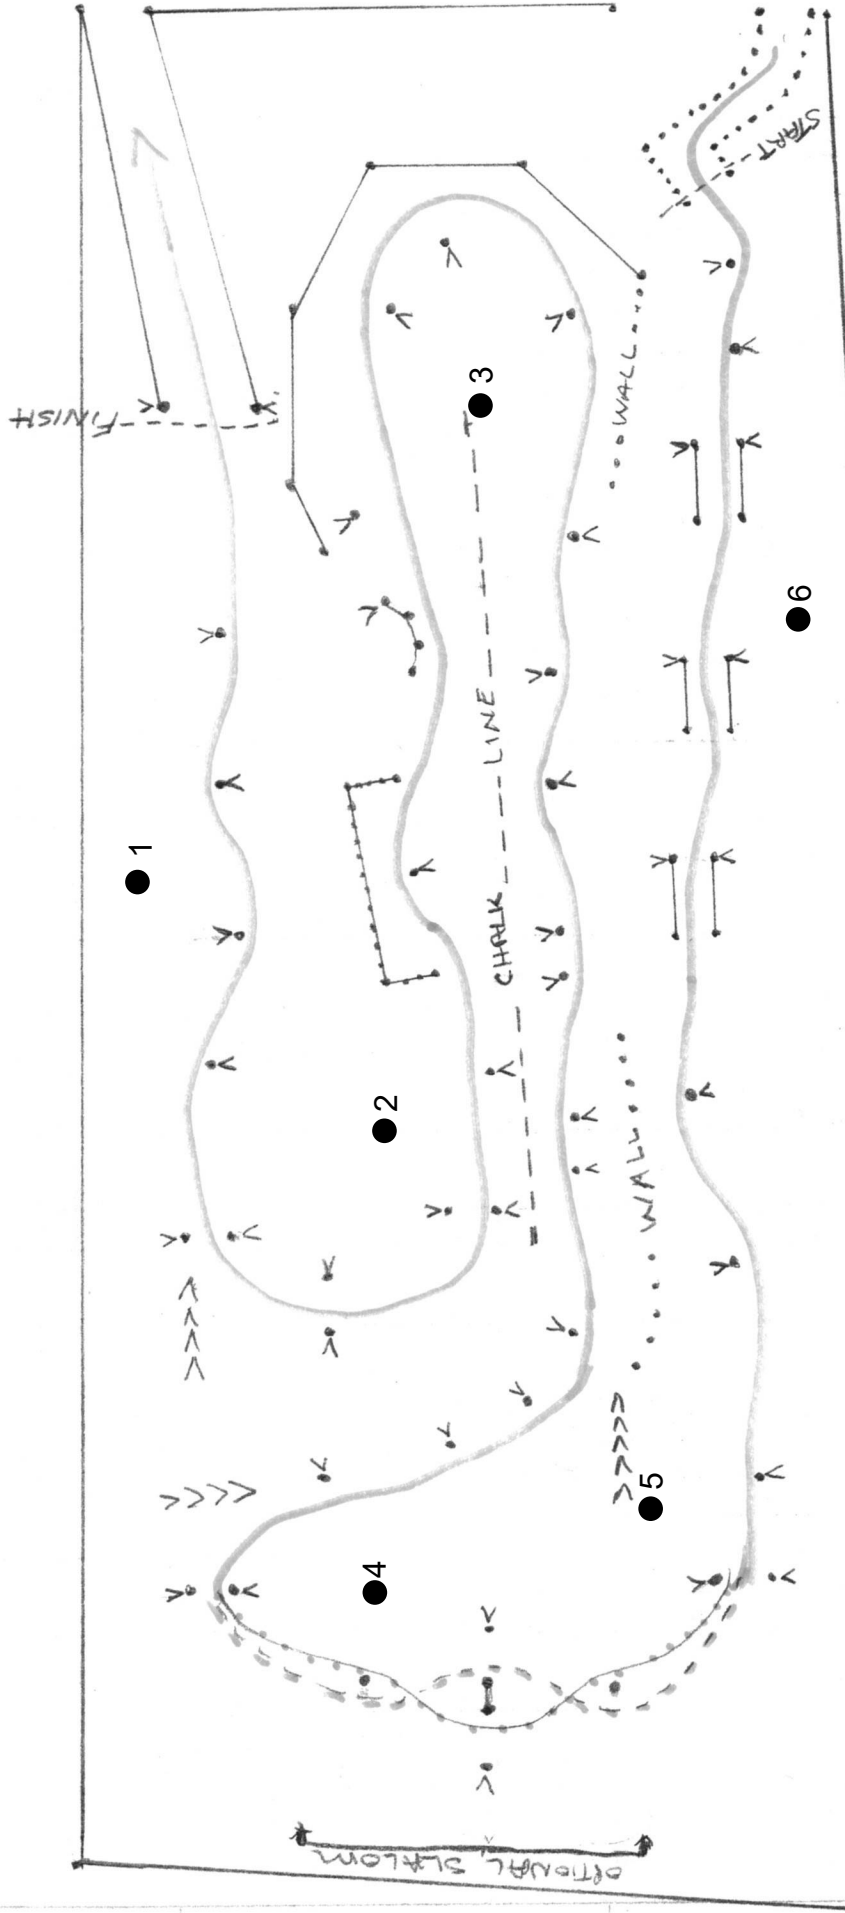 START
FINISH
3
WALL
6
1
CHALK LINE
2
WALL
5
4
OPTIONAL SLALOM